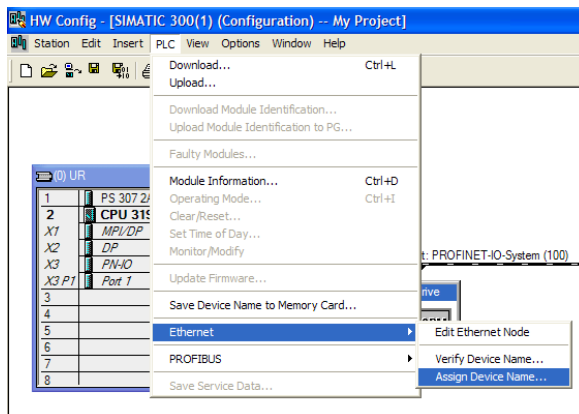 HW Config - [SIMATIC 300(1) (Configuration) -- My Project]
Station Edit Insert PLC View Options Window Help
Download... Ctrl+L
Upload...
Download Module Identification...
Upload Module Identification to PG...
Faulty Modules...
(0) UR
Module Information... Ctrl+D
1 PS 307 2A
Operating Mode... Ctrl+I
2 CPU 319
Clear/Reset...
X1 MPI/DP
Set Time of Day...
X2 DP
Monitor/Modify
t: PROFINET-IO-System (100)
X3 PN-IO
X3 P1 Port 1
Update Firmware...
3
rive
Save Device Name to Memory Card...
4
5
Ethernet
Edit Ethernet Node
6
PROFIBUS
Verify Device Name...
7
Assign Device Name...
8
Save Service Data...